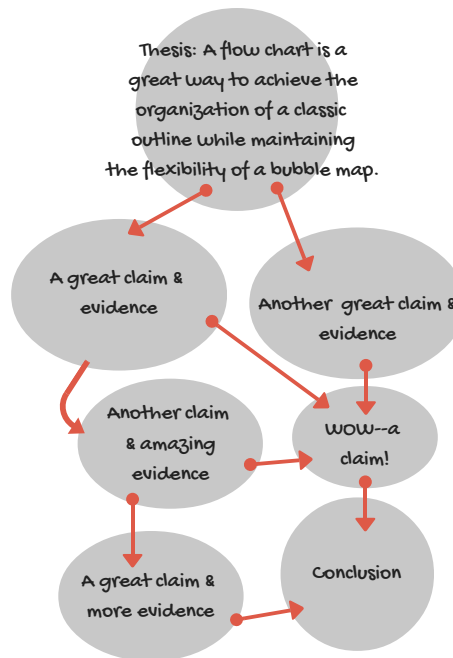 Thesis: A flow chart is a
great way to achieve the
organization of a classic
outline while maintaining
the flexibility of a bubble map.
A great claim &
evidence
Another great claim &
evidence
Another claim
& amazing
evidence
WOW--a
claim!
A great claim &
more evidence
Conclusion